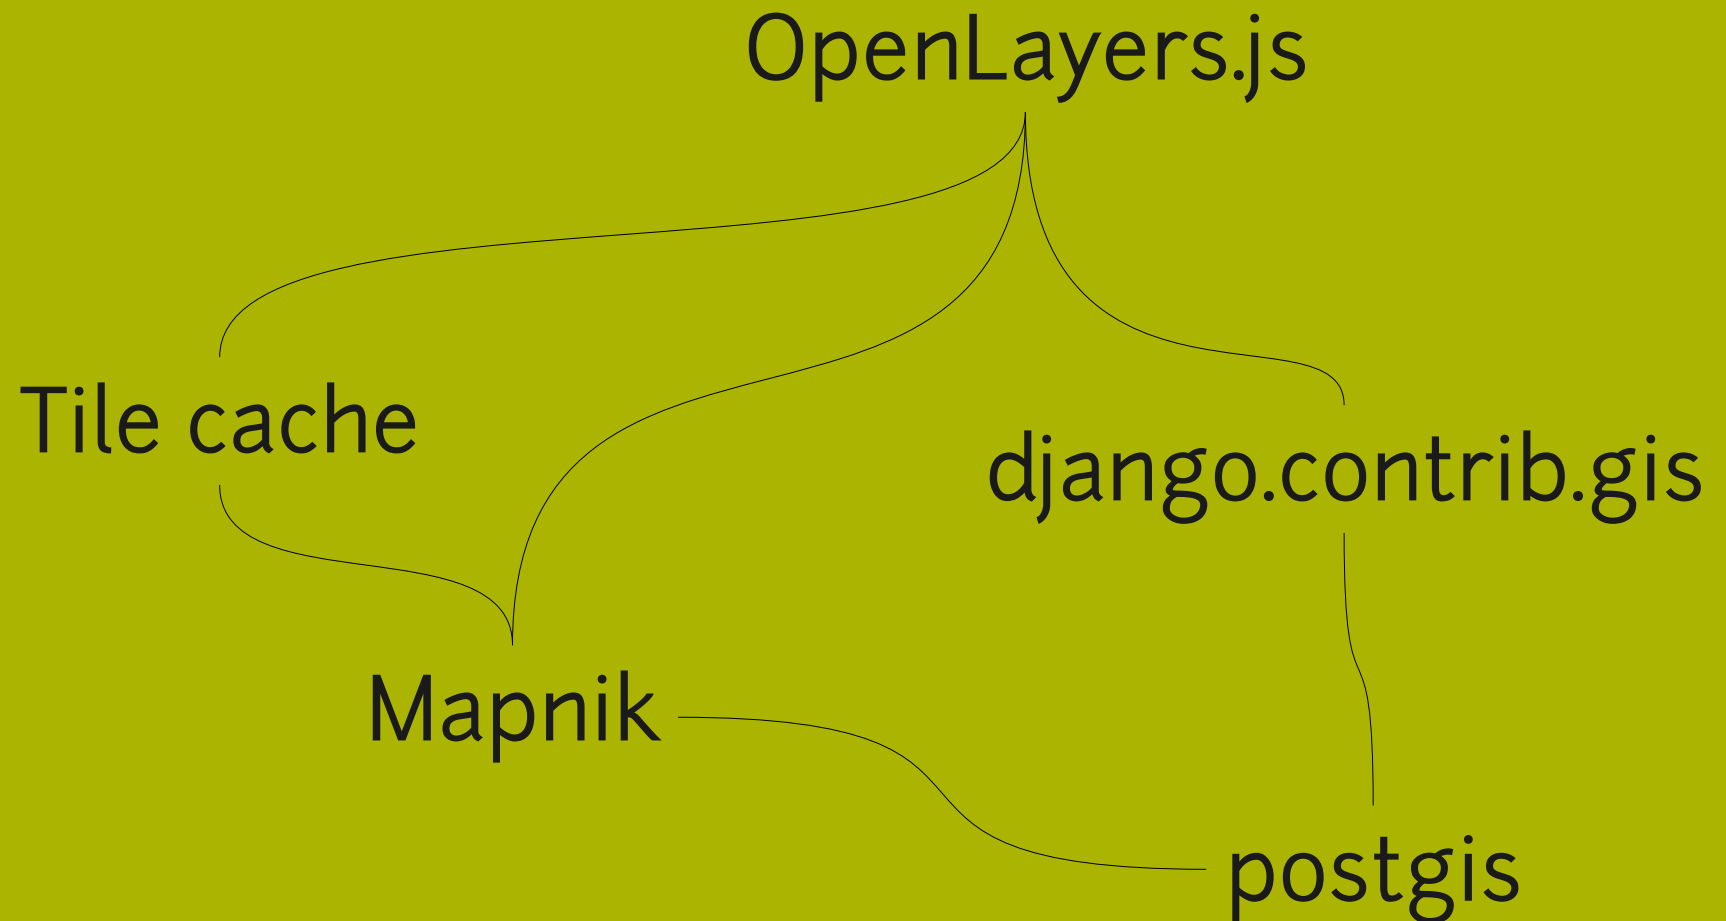 OpenLayers.js
Tile cache
django.contrib.gis
Mapnik
postgis